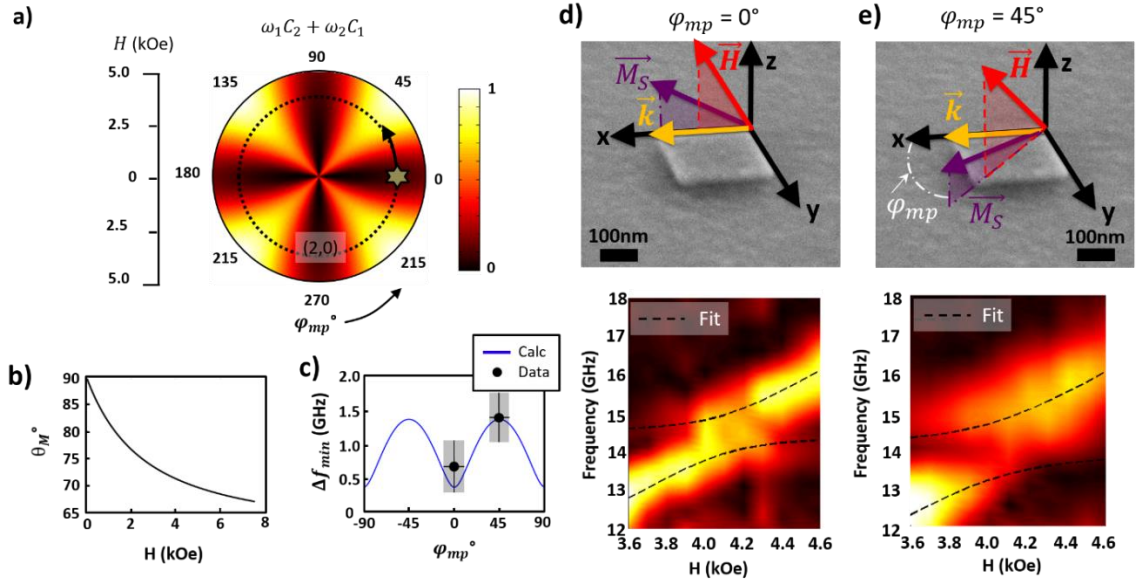 a)
ω₁C₂ + ω₂C₁
H (kOe)
5.0
2.5
0
2.5
5.0
90
135
45
180
0
(2,0)
215
215
270
φmp°
1
0
b)
θM°
90
85
80
75
70
65
0 2 4 6 8
H (kOe)
c)
Calc
Data
Δfmin (GHz)
2.0
1.5
1.0
0.5
0
-90 -45 0 45 90
φmp°
d)
φmp = 0°
H
z
MS
k
x
y
100nm
Fit
Frequency (GHz)
18
17
16
15
14
13
12
3.6 3.8 4.0 4.2 4.4 4.6
H (kOe)
e)
φmp = 45°
H
z
k
x
φmp
MS
y
100nm
Fit
Frequency (GHz)
18
17
16
15
14
13
12
3.6 3.8 4.0 4.2 4.4 4.6
H (kOe)